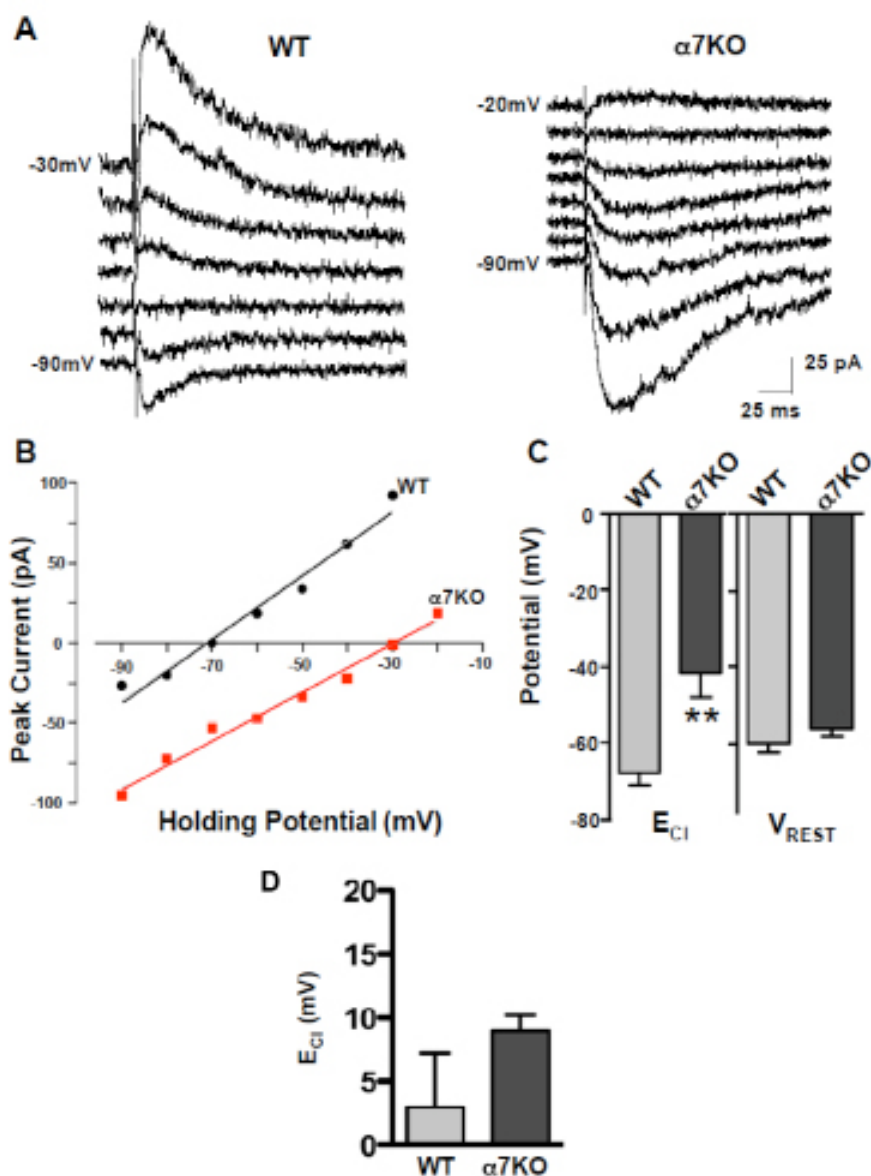 A
WT
α7KO
-30mV
-90mV
-20mV
-90mV
25 pA
25 ms
B
Peak Current (pA)
100
50
0
-50
-100
-90
-70
-50
-30
-10
WT
α7KO
Holding Potential (mV)
C
WT
α7KO
WT
α7KO
Potential (mV)
0
-20
-40
-60
-80
**
ECl
VREST
D
ECl (mV)
20
15
10
5
0
WT
α7KO